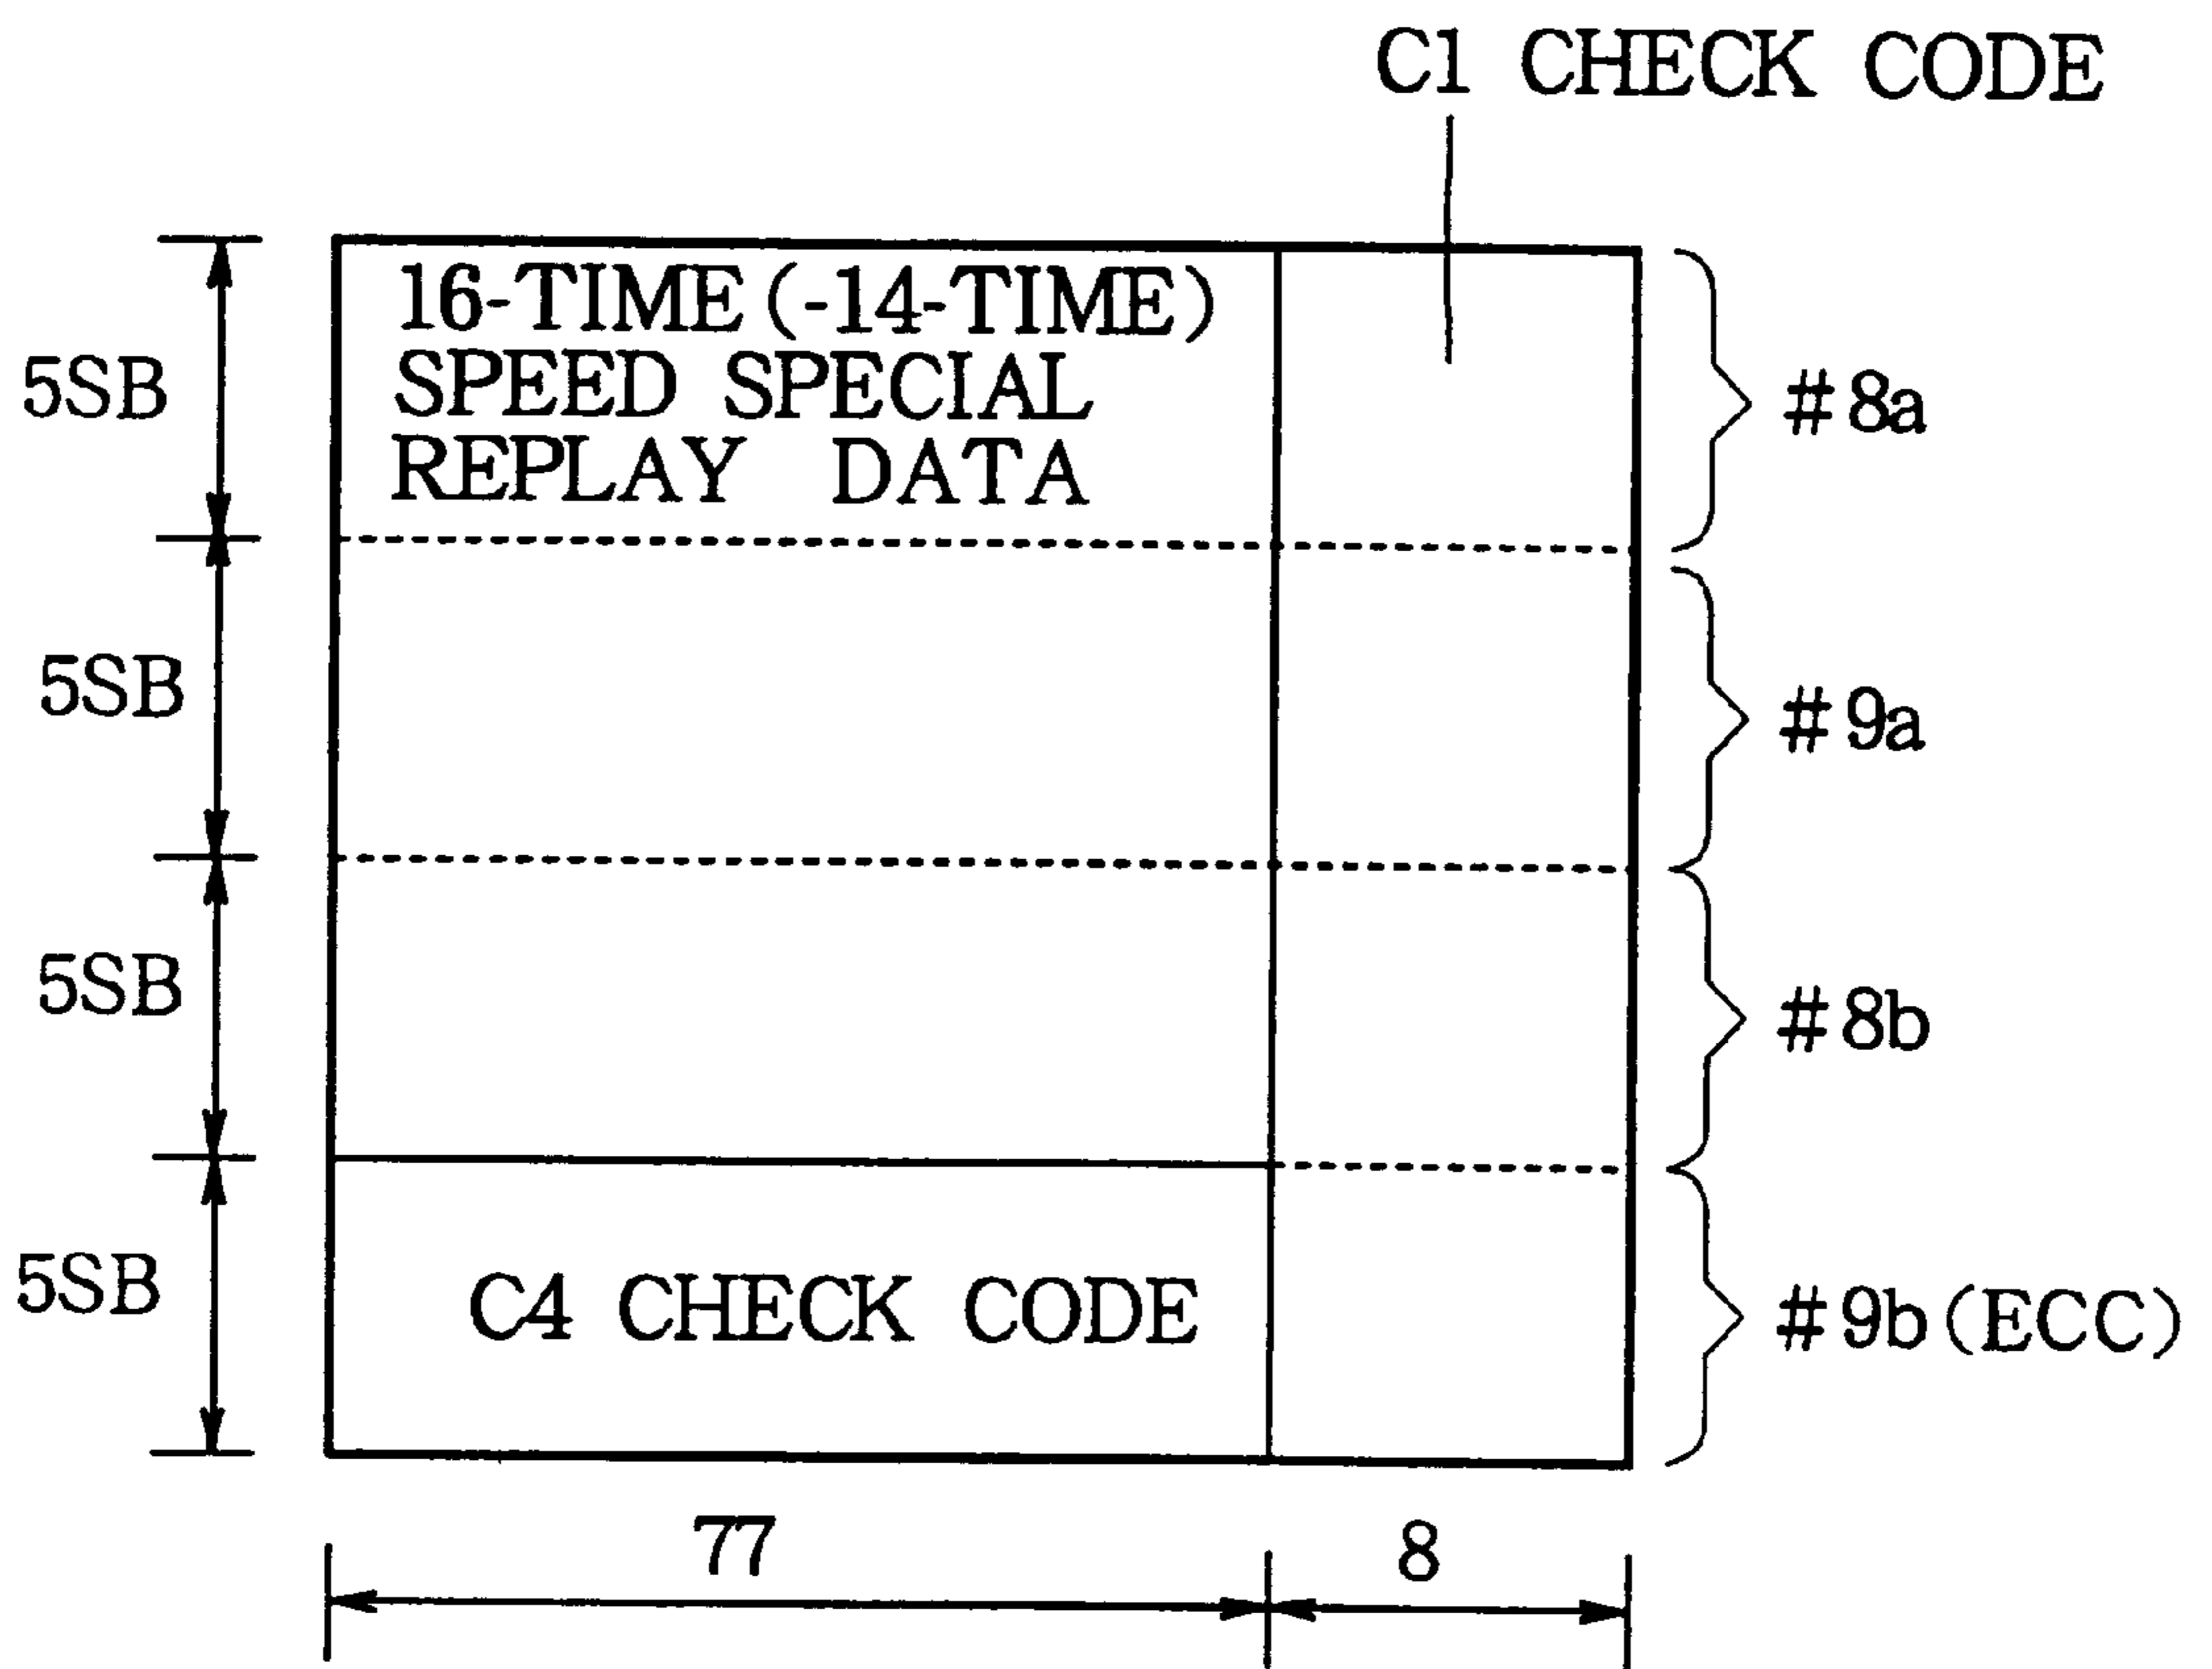 C1 CHECK CODE
16-TIME (-14-TIME)
SPEED SPECIAL
REPLAY DATA
5SB
#8a
5SB
#9a
5SB
#8b
5SB
C4 CHECK CODE
#9b (ECC)
77
8